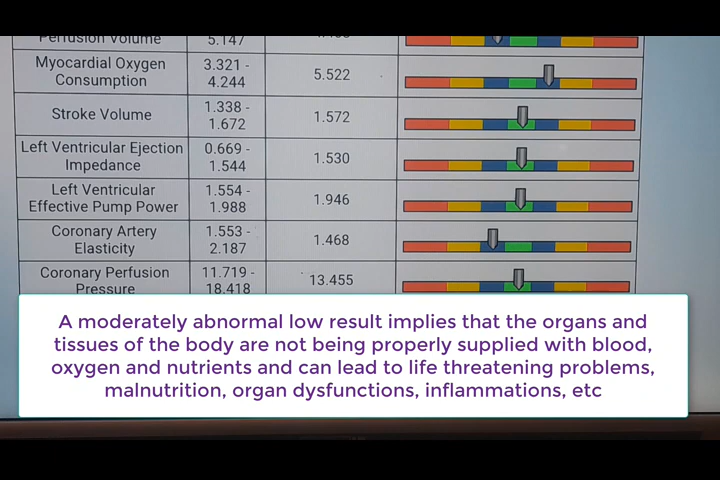 Perfusion Volume
5.147
Myocardial Oxygen
Consumption
3.321 -
4.244
5.522
Stroke Volume
1.338 -
1.672
1.572
Left Ventricular Ejection
Impedance
0.669 -
1.544
1.530
Left Ventricular
Effective Pump Power
1.554 -
1.988
1.946
Coronary Artery
Elasticity
1.553 -
2.187
1.468
Coronary Perfusion
Pressure
11.719 -
18.418
13.455
A moderately abnormal low result implies that the organs and
tissues of the body are not being properly supplied with blood,
oxygen and nutrients and can lead to life threatening problems,
malnutrition, organ dysfunctions, inflammations, etc